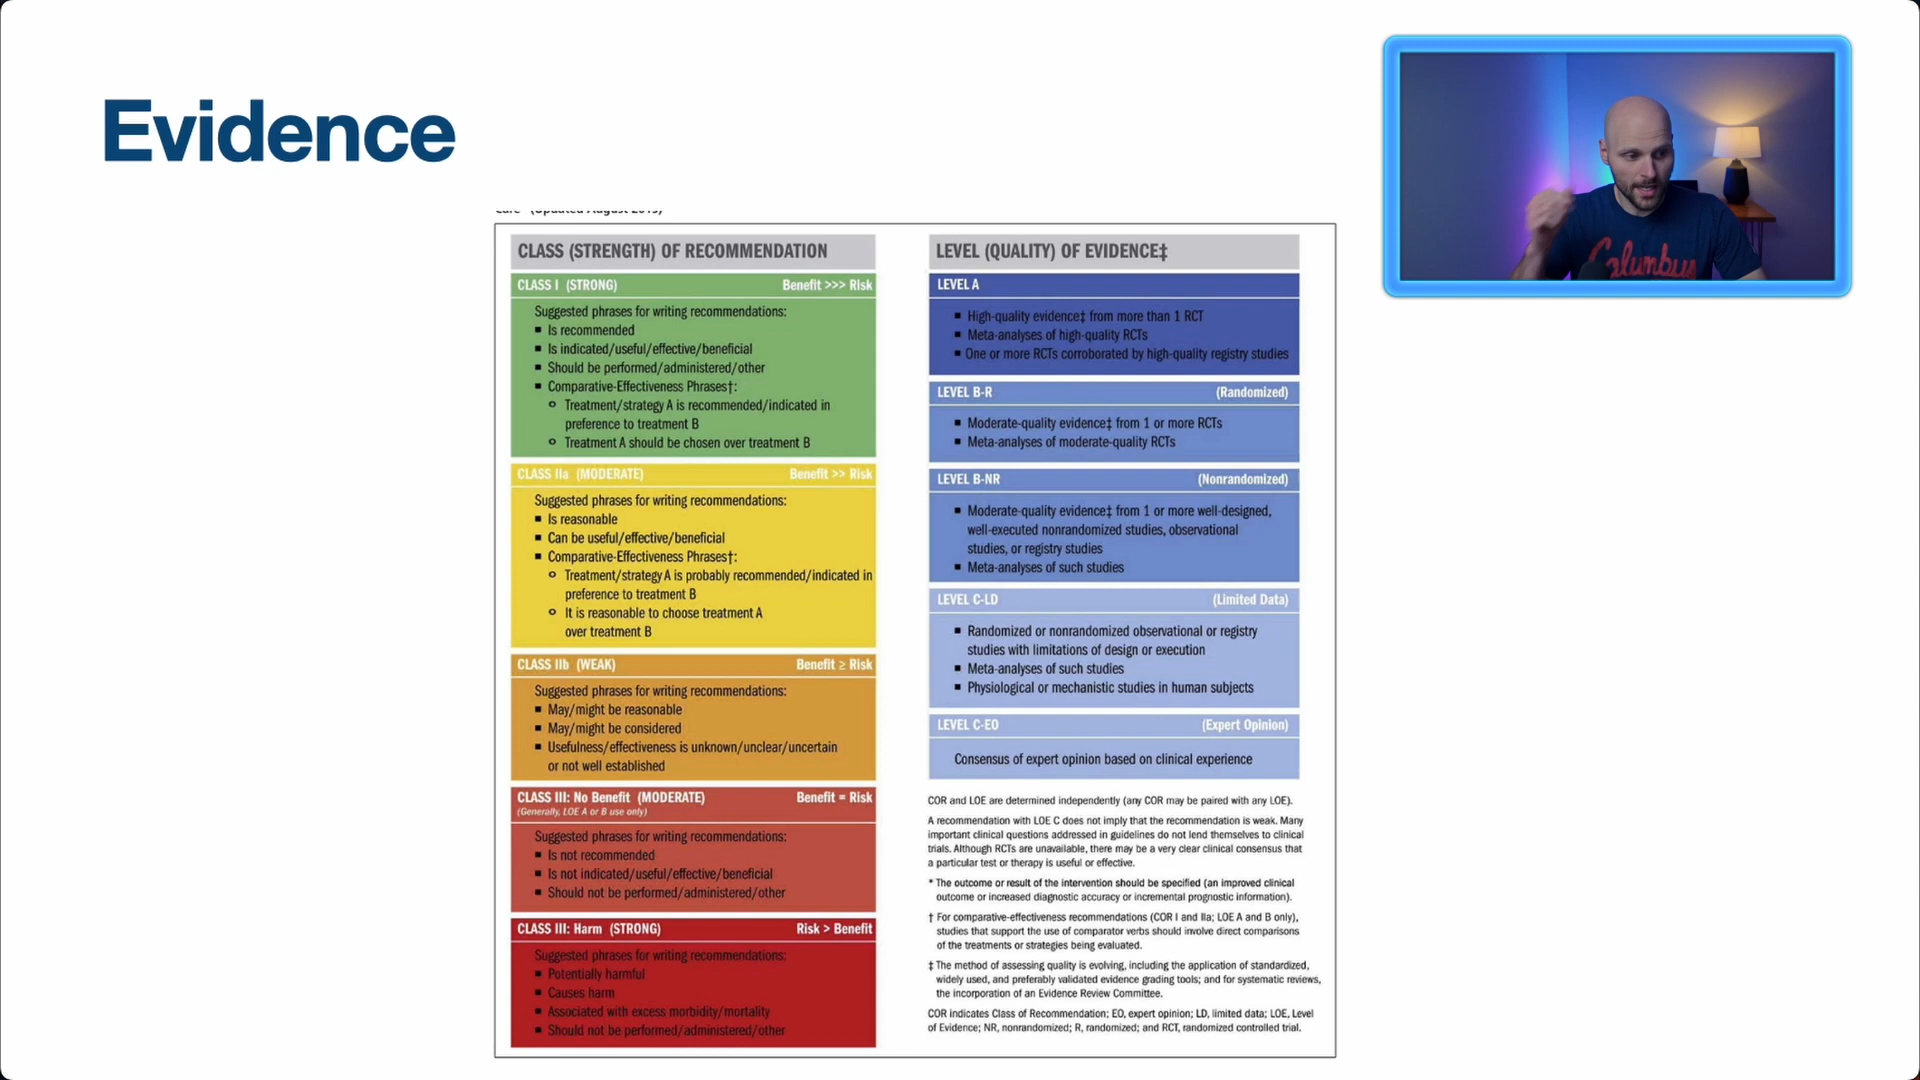 Evidence
Care* (Updated August 2019)
CLASS (STRENGTH) OF RECOMMENDATION
CLASS I (STRONG) Benefit >>> Risk
Suggested phrases for writing recommendations:
■ Is recommended
■ Is indicated/useful/effective/beneficial
■ Should be performed/administered/other
■ Comparative-Effectiveness Phrases†:
○ Treatment/strategy A is recommended/indicated in
preference to treatment B
○ Treatment A should be chosen over treatment B
CLASS IIa (MODERATE) Benefit >> Risk
Suggested phrases for writing recommendations:
■ Is reasonable
■ Can be useful/effective/beneficial
■ Comparative-Effectiveness Phrases†:
○ Treatment/strategy A is probably recommended/indicated in
preference to treatment B
○ It is reasonable to choose treatment A
over treatment B
CLASS IIb (WEAK) Benefit ≥ Risk
Suggested phrases for writing recommendations:
■ May/might be reasonable
■ May/might be considered
■ Usefulness/effectiveness is unknown/unclear/uncertain
or not well established
CLASS III: No Benefit (MODERATE) Benefit = Risk
(Generally, LOE A or B use only)
Suggested phrases for writing recommendations:
■ Is not recommended
■ Is not indicated/useful/effective/beneficial
■ Should not be performed/administered/other
CLASS III: Harm (STRONG) Risk > Benefit
Suggested phrases for writing recommendations:
■ Potentially harmful
■ Causes harm
■ Associated with excess morbidity/mortality
■ Should not be performed/administered/other
LEVEL (QUALITY) OF EVIDENCE‡
LEVEL A
■ High-quality evidence‡ from more than 1 RCT
■ Meta-analyses of high-quality RCTs
■ One or more RCTs corroborated by high-quality registry studies
LEVEL B-R (Randomized)
■ Moderate-quality evidence‡ from 1 or more RCTs
■ Meta-analyses of moderate-quality RCTs
LEVEL B-NR (Nonrandomized)
■ Moderate-quality evidence‡ from 1 or more well-designed,
well-executed nonrandomized studies, observational
studies, or registry studies
■ Meta-analyses of such studies
LEVEL C-LD (Limited Data)
■ Randomized or nonrandomized observational or registry
studies with limitations of design or execution
■ Meta-analyses of such studies
■ Physiological or mechanistic studies in human subjects
LEVEL C-EO (Expert Opinion)
Consensus of expert opinion based on clinical experience
COR and LOE are determined independently (any COR may be paired with any LOE).
A recommendation with LOE C does not imply that the recommendation is weak. Many
important clinical questions addressed in guidelines do not lend themselves to clinical
trials. Although RCTs are unavailable, there may be a very clear clinical consensus that
a particular test or therapy is useful or effective.
* The outcome or result of the intervention should be specified (an improved clinical
outcome or increased diagnostic accuracy or incremental prognostic information).
† For comparative-effectiveness recommendations (COR I and IIa; LOE A and B only),
studies that support the use of comparator verbs should involve direct comparisons
of the treatments or strategies being evaluated.
‡ The method of assessing quality is evolving, including the application of standardized,
widely used, and preferably validated evidence grading tools; and for systematic reviews,
the incorporation of an Evidence Review Committee.
COR indicates Class of Recommendation; EO, expert opinion; LD, limited data; LOE, Level
of Evidence; NR, nonrandomized; R, randomized; and RCT, randomized controlled trial.
Columbus